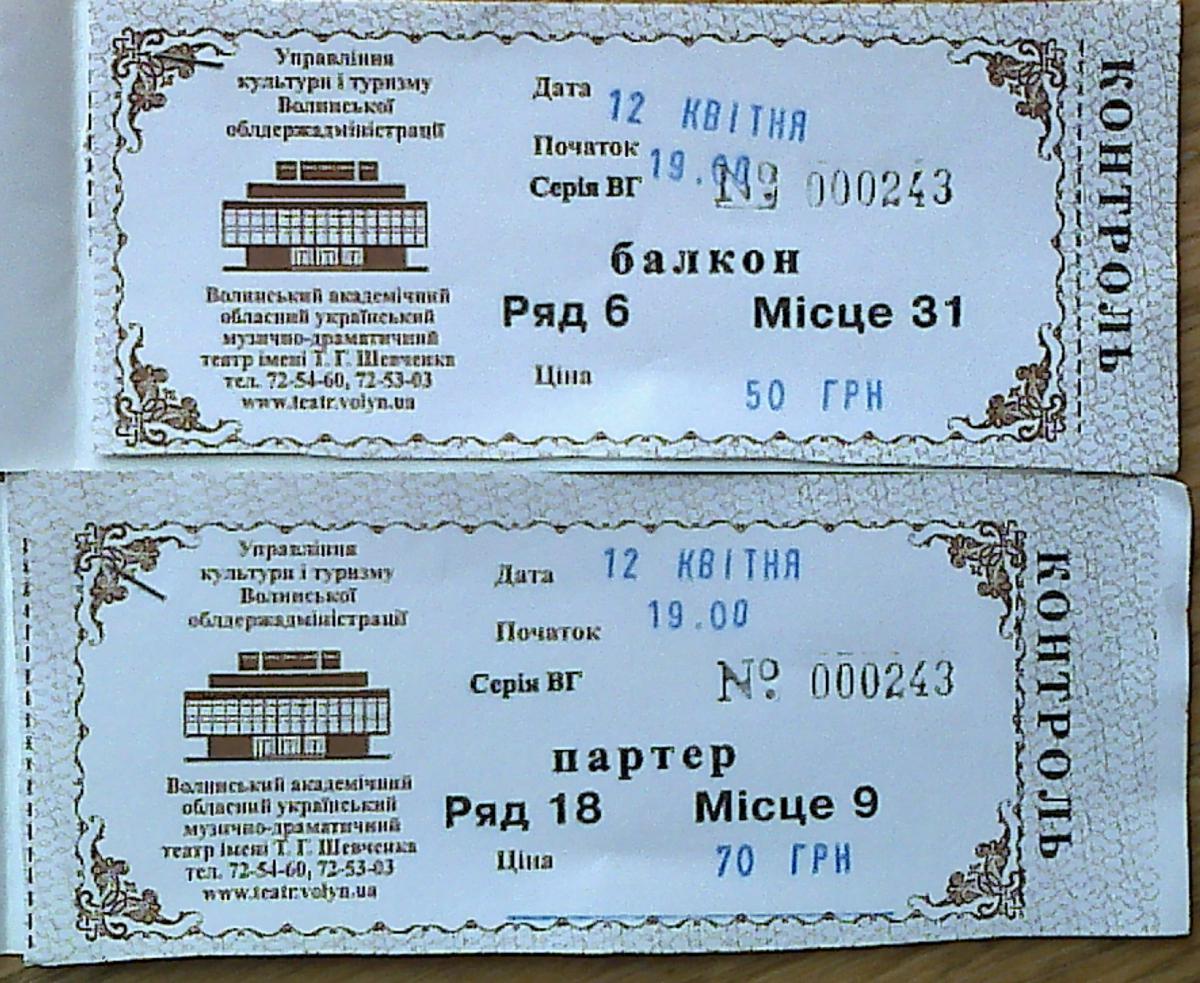 Управління
культури і туризму
Волинської
облдержадміністрації
Волинський академічний
обласний український
музично-драматичний
театр імені Т. Г. Шевченка
тел. 72-54-60, 72-53-03
www.teatr.volyn.ua
Дата 12 КВІТНЯ
Початок 19.00
Серія ВГ № 000243
балкон
Ряд 6 Місце 31
Ціна 50 ГРН
КОНТРОЛЬ
Управління
культури і туризму
Волинської
облдержадміністрації
Волинський академічний
обласний український
музично-драматичний
театр імені Т. Г. Шевченка
тел. 72-54-60, 72-53-03
www.teatr.volyn.ua
Дата 12 КВІТНЯ
Початок 19.00
Серія ВГ № 000243
партер
Ряд 18 Місце 9
Ціна 70 ГРН
КОНТРОЛЬ